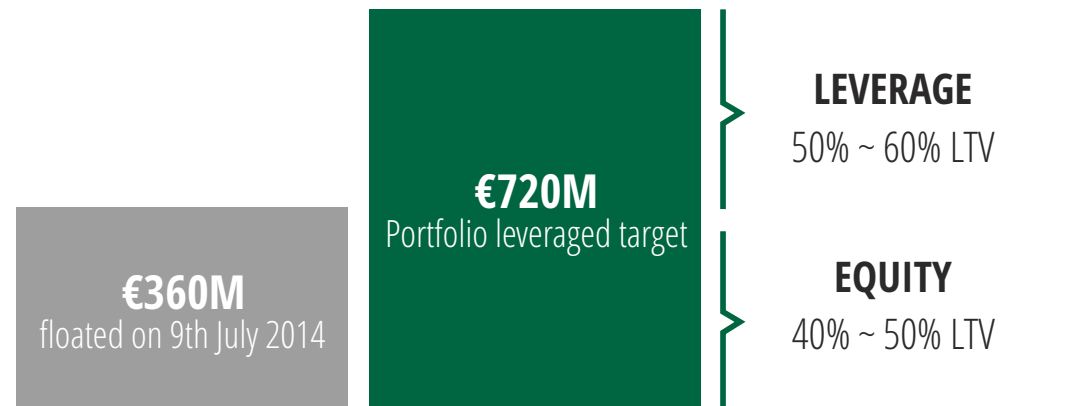 €360M
floated on 9th July 2014
€720M
Portfolio leveraged target
LEVERAGE
50% ~ 60% LTV
EQUITY
40% ~ 50% LTV